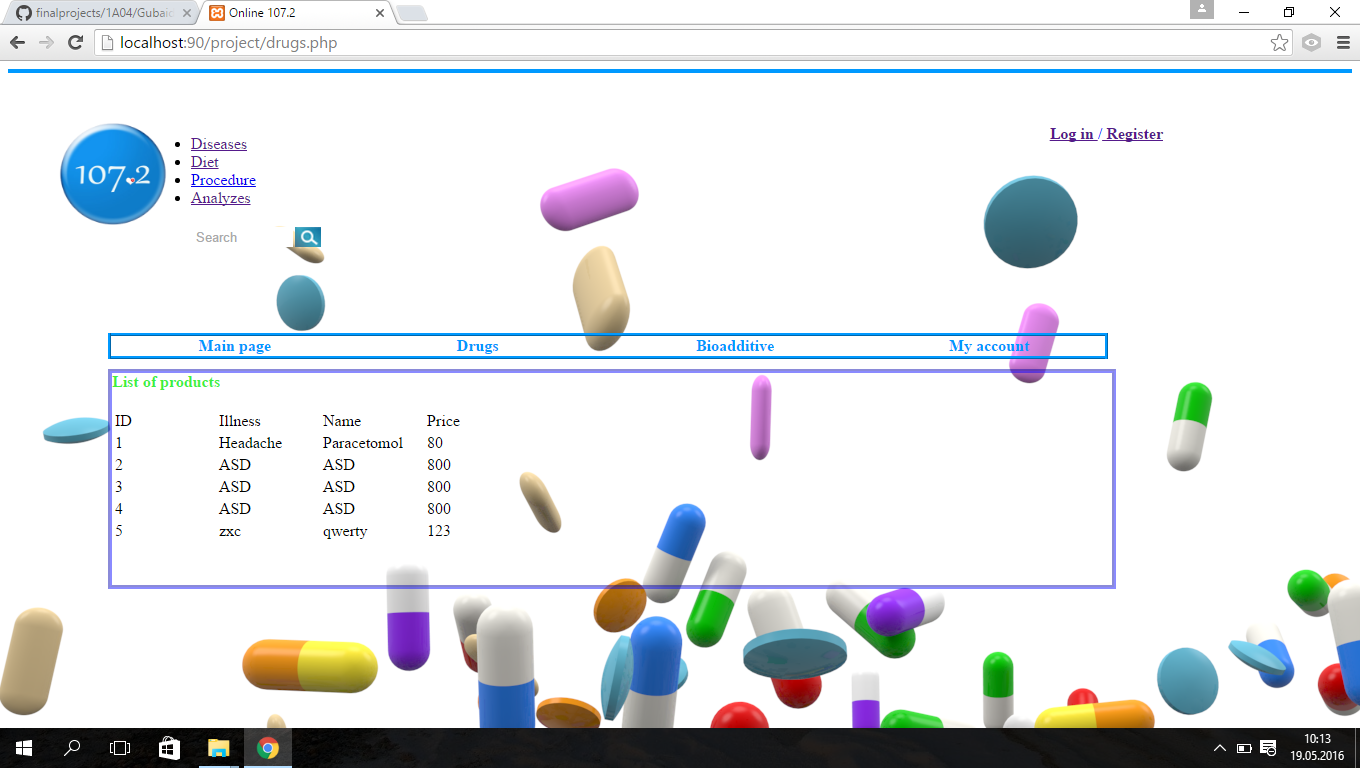 finalprojects/1A04/Gubaid
Online 107.2
localhost:90/project/drugs.php
107.2
Diseases
Diet
Procedure
Analyzes
Log in / Register
Search
Main page Drugs Bioadditive My account
List of products
ID Illness Name Price
1 Headache Paracetomol 80
2 ASD ASD 800
3 ASD ASD 800
4 ASD ASD 800
5 zxc qwerty 123
10:13
19.05.2016